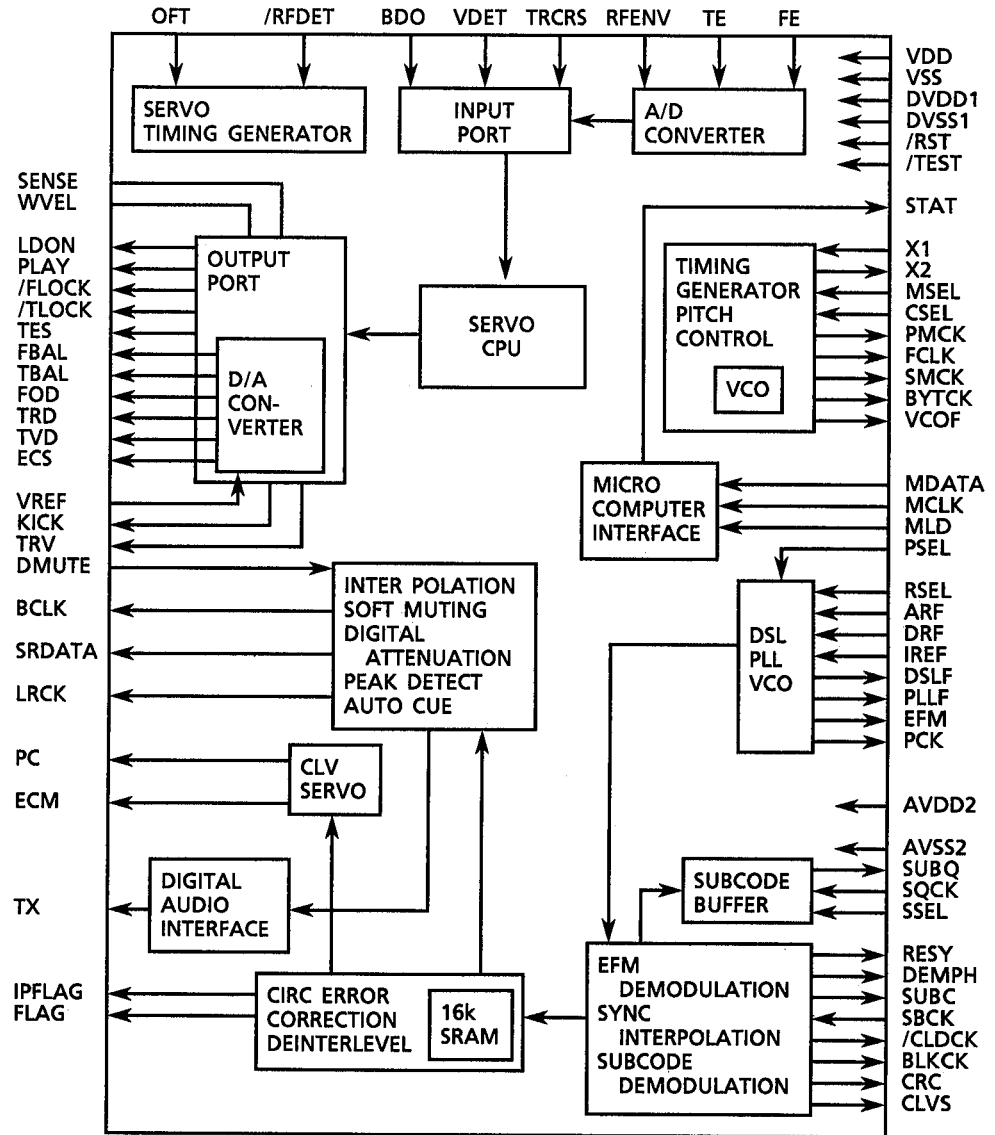 OFT /RFDET BDO VDET TRCRS RFENV TE FE
SERVO
TIMING GENERATOR
INPUT
PORT
A/D
CONVERTER
VDD
VSS
DVDD1
DVSS1
/RST
/TEST
STAT
SENSE
WVEL
LDON
PLAY
/FLOCK
/TLOCK
TES
FBAL
TBAL
FOD
TRD
TVD
ECS
VREF
KICK
TRV
DMUTE
BCLK
SRDATA
LRCK
PC
ECM
TX
IPFLAG
FLAG
OUTPUT
PORT
D/A
CON-
VERTER
SERVO
CPU
TIMING
GENERATOR
PITCH
CONTROL
VCO
X1
X2
MSEL
CSEL
PMCK
FCLK
SMCK
BYTCK
VCOF
MICRO
COMPUTER
INTERFACE
MDATA
MCLK
MLD
PSEL
INTER POLATION
SOFT MUTING
DIGITAL
ATTENUATION
PEAK DETECT
AUTO CUE
DSL
PLL
VCO
RSEL
ARF
DRF
IREF
DSLF
PLLF
EFM
PCK
CLV
SERVO
AVDD2
AVSS2
DIGITAL
AUDIO
INTERFACE
SUBCODE
BUFFER
SUBQ
SQCK
SSEL
CIRC ERROR
CORRECTION
DEINTERLEVEL
16k
SRAM
EFM
DEMODULATION
SYNC
INTERPOLATION
SUBCODE
DEMODULATION
RESY
DEMPH
SUBC
SBCK
/CLDCK
BLKCK
CRC
CLVS